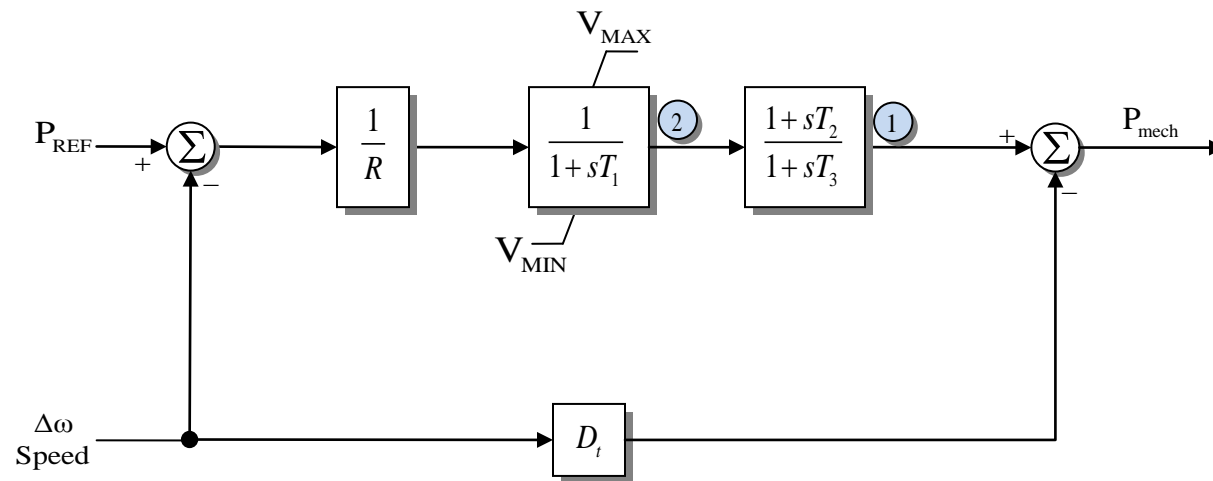 V_MAX
P_REF
+
Σ
−
1
R
1
1 + sT_1
2
1 + sT_2
1 + sT_3
1
+
Σ
−
P_mech
V_MIN
Δω
Speed
D_t